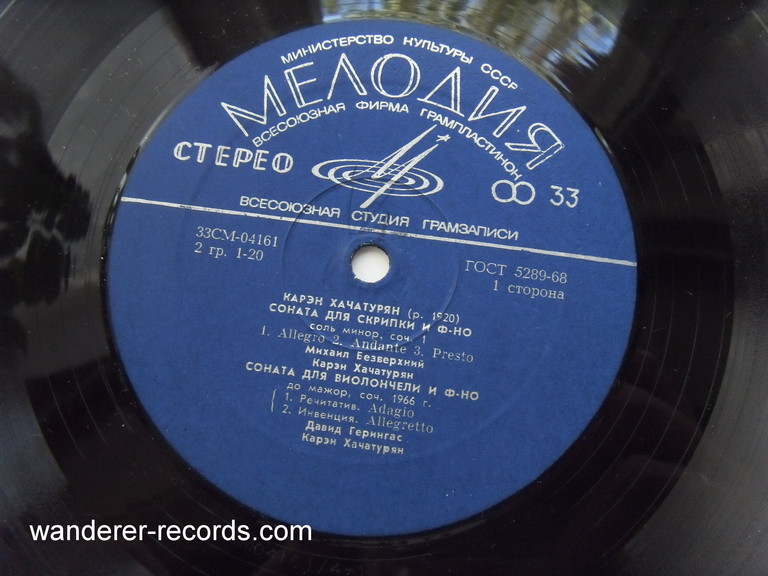 МИНИСТЕРСТВО КУЛЬТУРЫ СССР
МЕЛОДИЯ
ВСЕСОЮЗНАЯ ФИРМА ГРАМПЛАСТИНОК
СТЕРЕО
33
ВСЕСОЮЗНАЯ СТУДИЯ ГРАМЗАПИСИ
33СМ-04161
2 гр. 1-20
ГОСТ 5289-68
1 сторона
КАРЭН ХАЧАТУРЯН (р. 1920)
СОНАТА ДЛЯ СКРИПКИ И Ф-НО
соль минор, соч. 1
1. Allegro 2. Andante 3. Presto
Михаил Безверхний
Карэн Хачатурян
СОНАТА ДЛЯ ВИОЛОНЧЕЛИ И Ф-НО
до мажор, соч. 1966 г.
1. Речитатив. Adagio
2. Инвенция. Allegretto
Давид Герингас
Карэн Хачатурян
wanderer-records.com